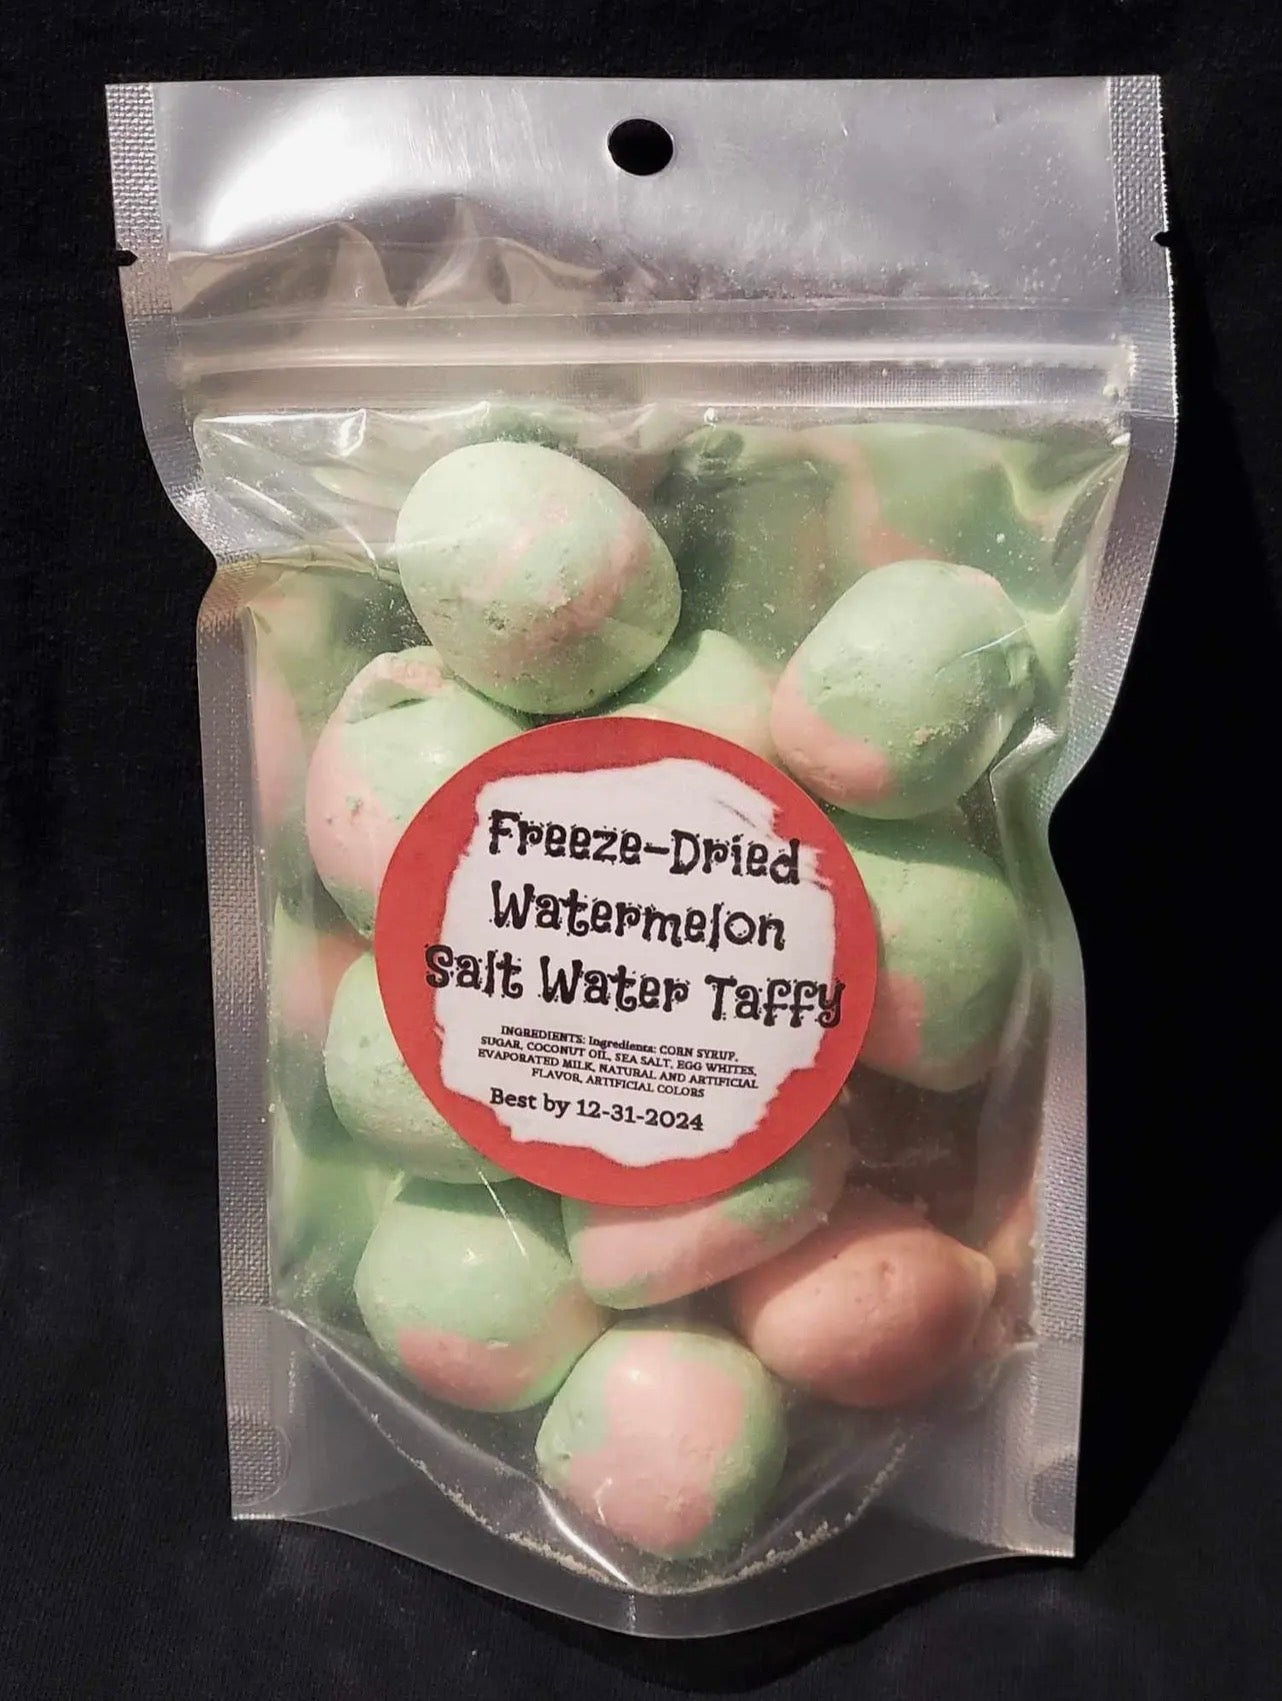 Freeze-Dried
Watermelon
Salt Water Taffy
INGREDIENTS: Ingredients: CORN SYRUP,
SUGAR, COCONUT OIL, SEA SALT, EGG WHITES,
EVAPORATED MILK, NATURAL AND ARTIFICIAL
FLAVOR, ARTIFICIAL COLORS
Best by 12-31-2024